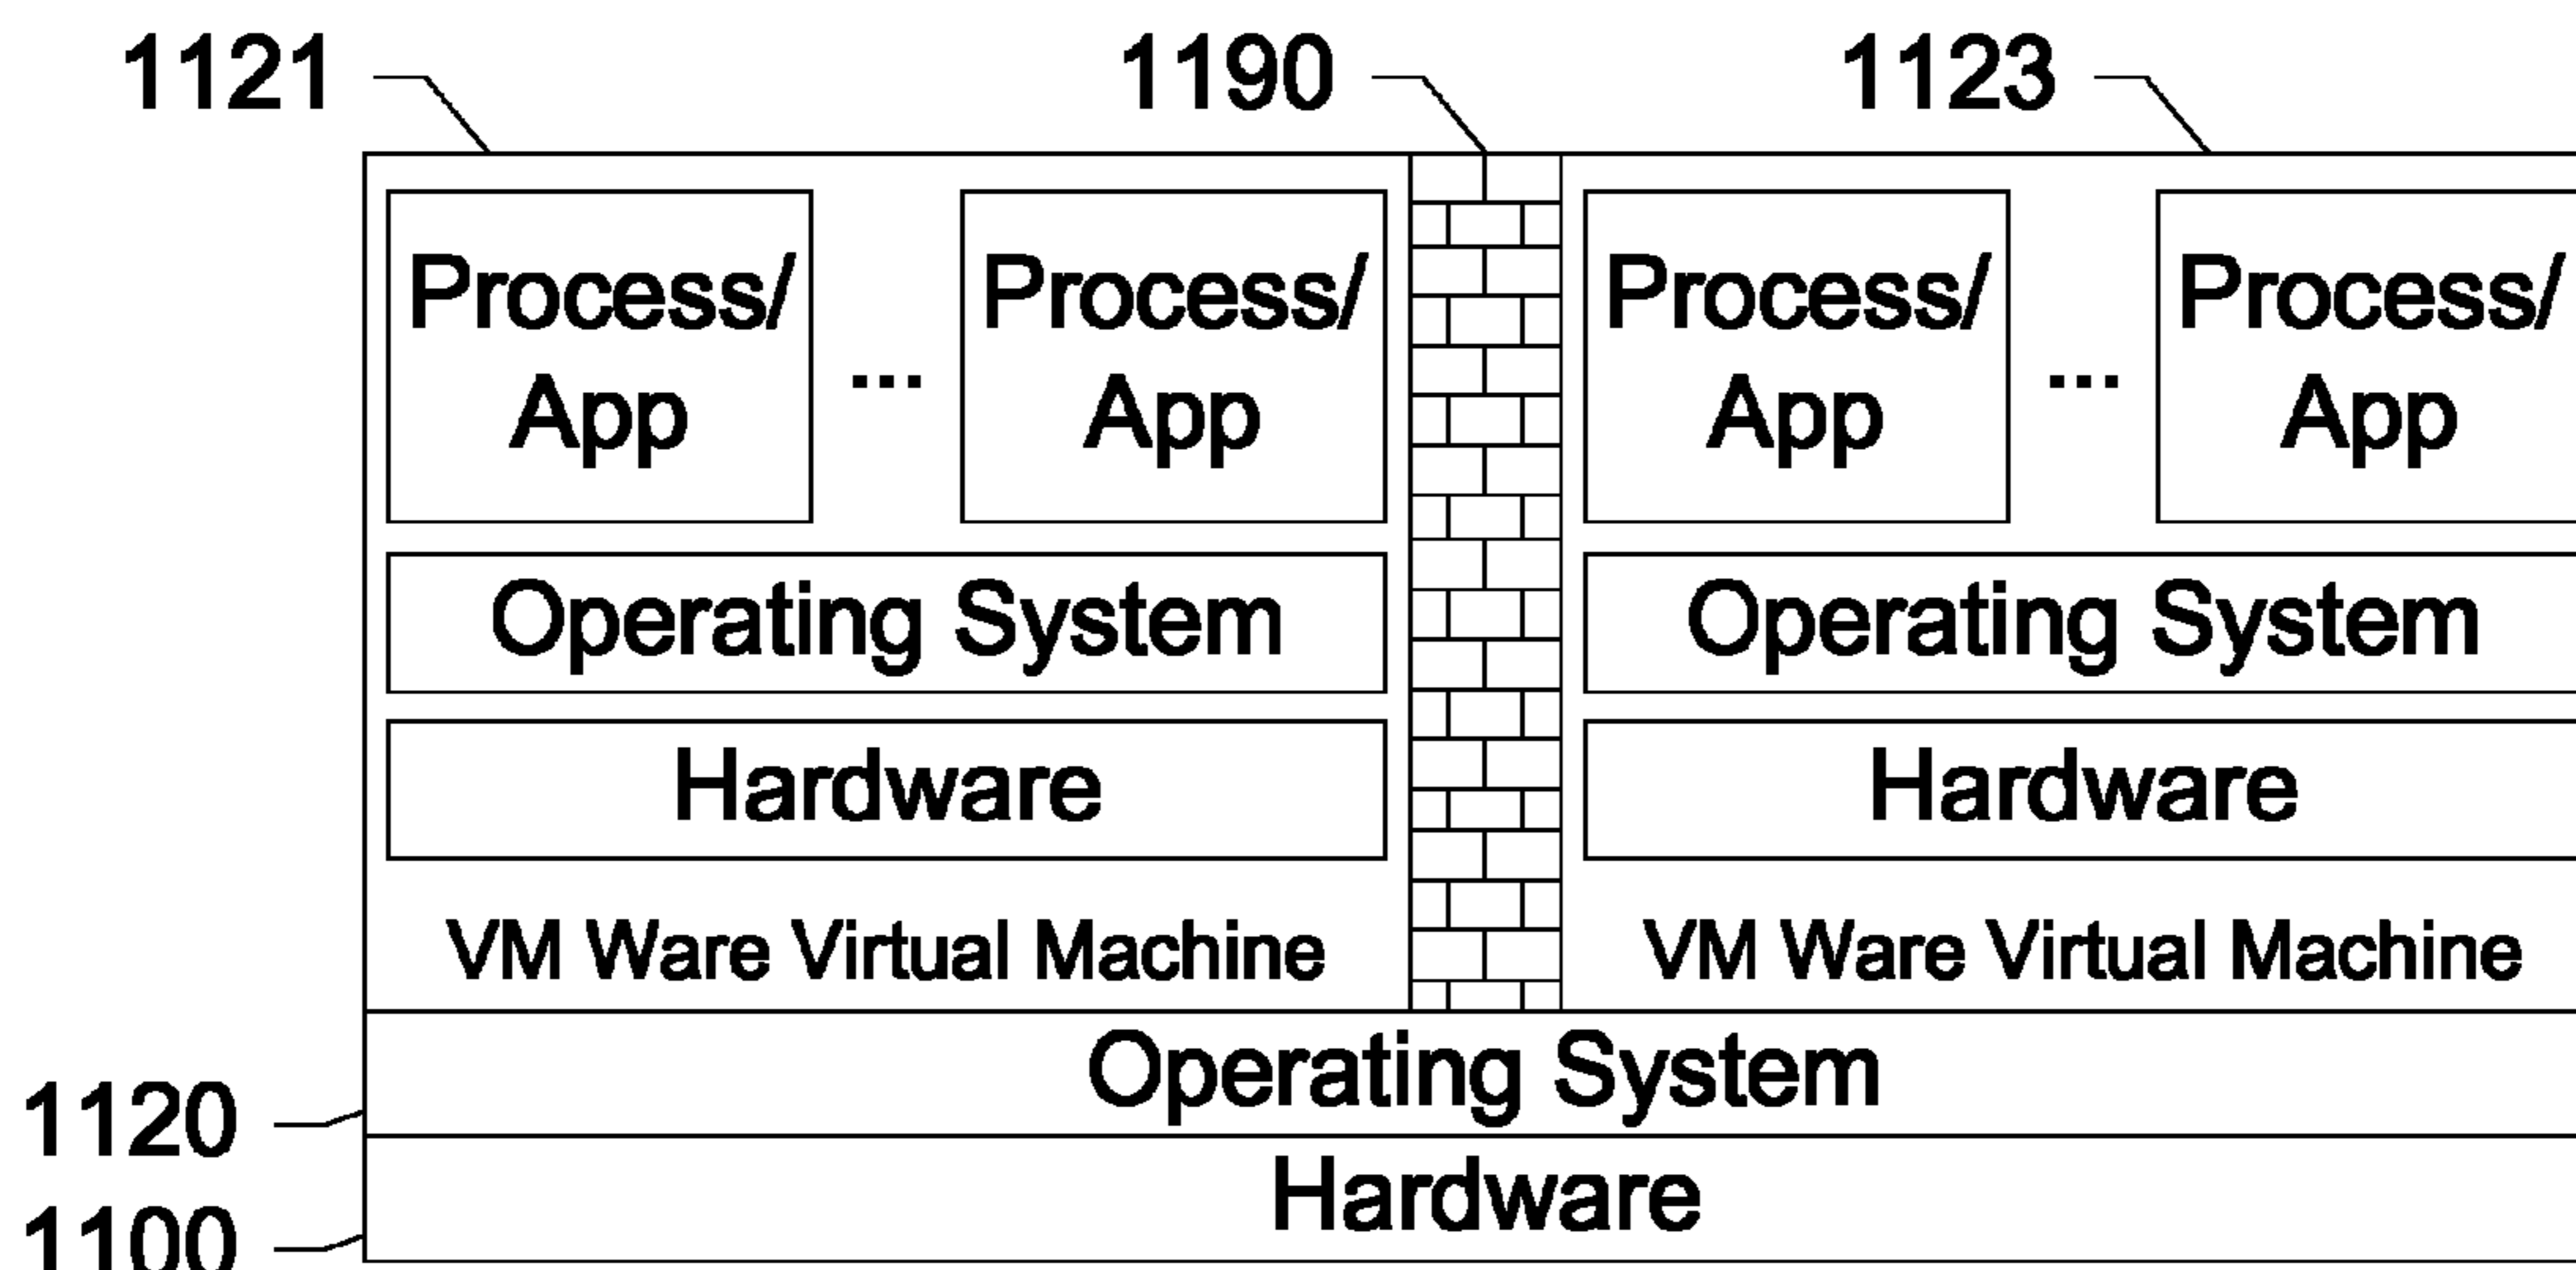 1121
1190
1123
Process/
App
...
Process/
App
Process/
App
...
Process/
App
Operating System
Operating System
Hardware
Hardware
VM Ware Virtual Machine
VM Ware Virtual Machine
Operating System
1120
Hardware
1100